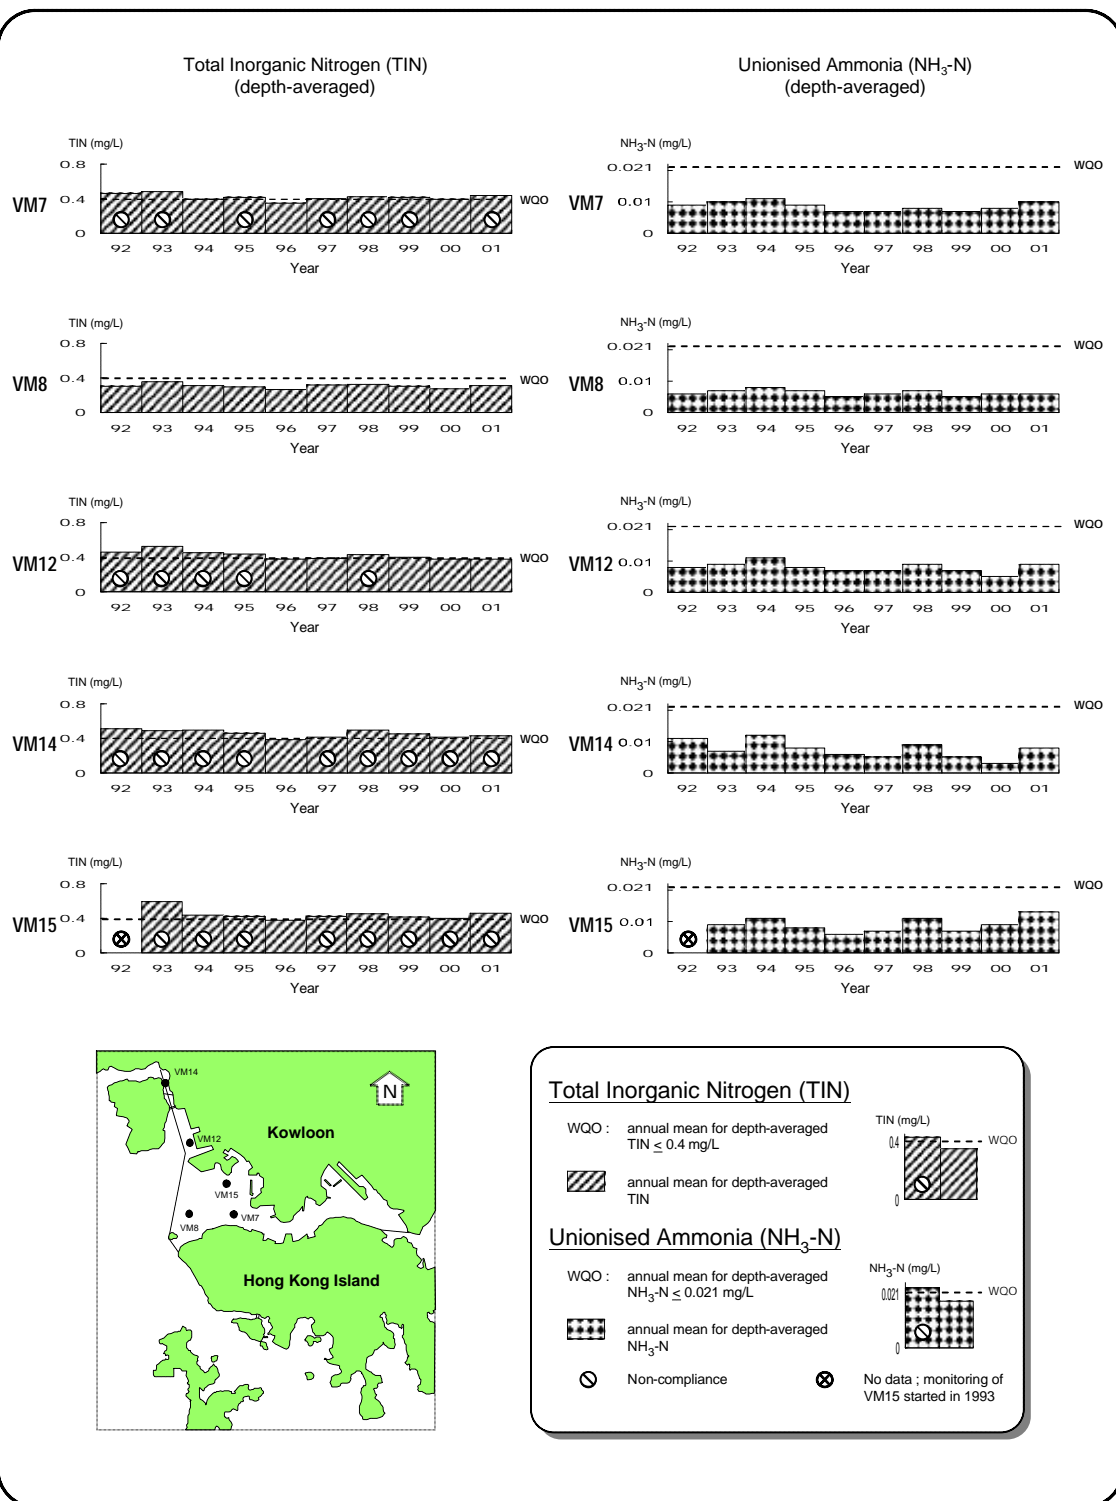 Total Inorganic Nitrogen (TIN)
(depth-averaged)
Unionised Ammonia (NH3-N)
(depth-averaged)
TIN (mg/L)
0.8
VM7 0.4 WQO
0
92 93 94 95 96 97 98 99 00 01
Year
NH3-N (mg/L)
0.021 WQO
VM7 0.01
0
92 93 94 95 96 97 98 99 00 01
Year
TIN (mg/L)
0.8
VM8 0.4 WQO
0
92 93 94 95 96 97 98 99 00 01
Year
NH3-N (mg/L)
0.021 WQO
VM8 0.01
0
92 93 94 95 96 97 98 99 00 01
Year
TIN (mg/L)
0.8
VM12 0.4 WQO
0
92 93 94 95 96 97 98 99 00 01
Year
NH3-N (mg/L)
0.021 WQO
VM12 0.01
0
92 93 94 95 96 97 98 99 00 01
Year
TIN (mg/L)
0.8
VM14 0.4 WQO
0
92 93 94 95 96 97 98 99 00 01
Year
NH3-N (mg/L)
0.021 WQO
VM14 0.01
0
92 93 94 95 96 97 98 99 00 01
Year
TIN (mg/L)
0.8
VM15 0.4 WQO
0
92 93 94 95 96 97 98 99 00 01
Year
NH3-N (mg/L)
0.021 WQO
VM15 0.01
0
92 93 94 95 96 97 98 99 00 01
Year
VM14
N
VM12
Kowloon
VM15
VM8
VM7
Hong Kong Island
Total Inorganic Nitrogen (TIN)
WQO : annual mean for depth-averaged
TIN ≤ 0.4 mg/L
annual mean for depth-averaged
TIN
TIN (mg/L)
0.4 WQO
0
Unionised Ammonia (NH3-N)
WQO : annual mean for depth-averaged
NH3-N ≤ 0.021 mg/L
annual mean for depth-averaged
NH3-N
NH3-N (mg/L)
0.021 WQO
0
Non-compliance
No data ; monitoring of
VM15 started in 1993